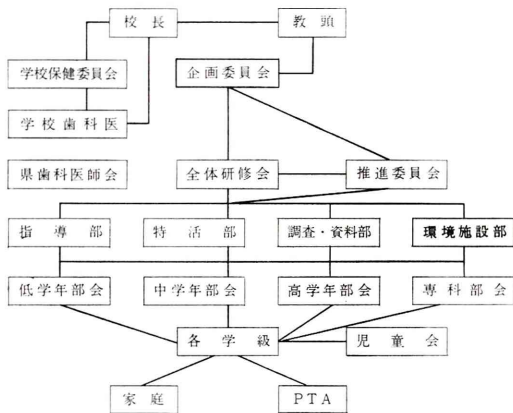 校長
教頭
学校保健委員会
企画委員会
学校歯科医
県歯科医師会
全体研修会
推進委員会
指導部
特活部
調査・資料部
環境施設部
低学年部会
中学年部会
高学年部会
専科部会
各学級
児童会
家庭
PTA